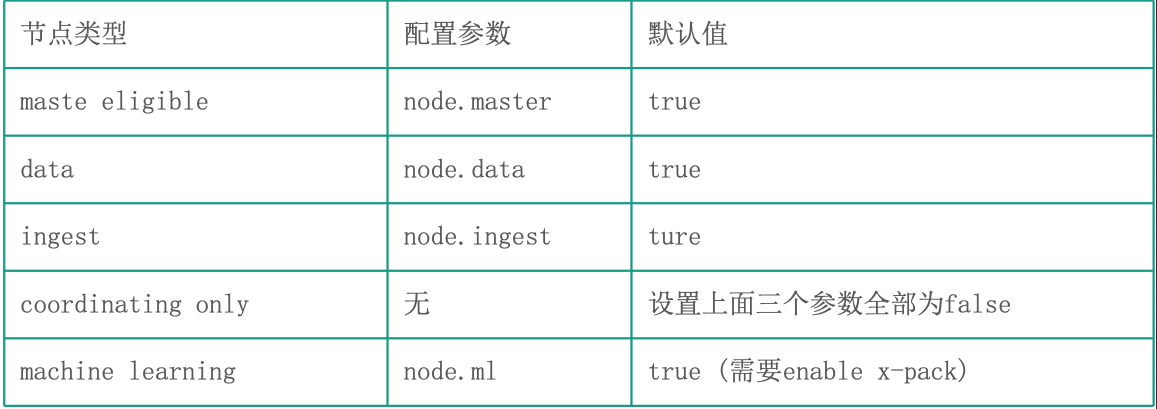 节点类型 配置参数 默认值
maste eligible node.master true
data node.data true
ingest node.ingest ture
coordinating only 无 设置上面三个参数全部为false
machine learning node.ml true (需要enable x-pack)